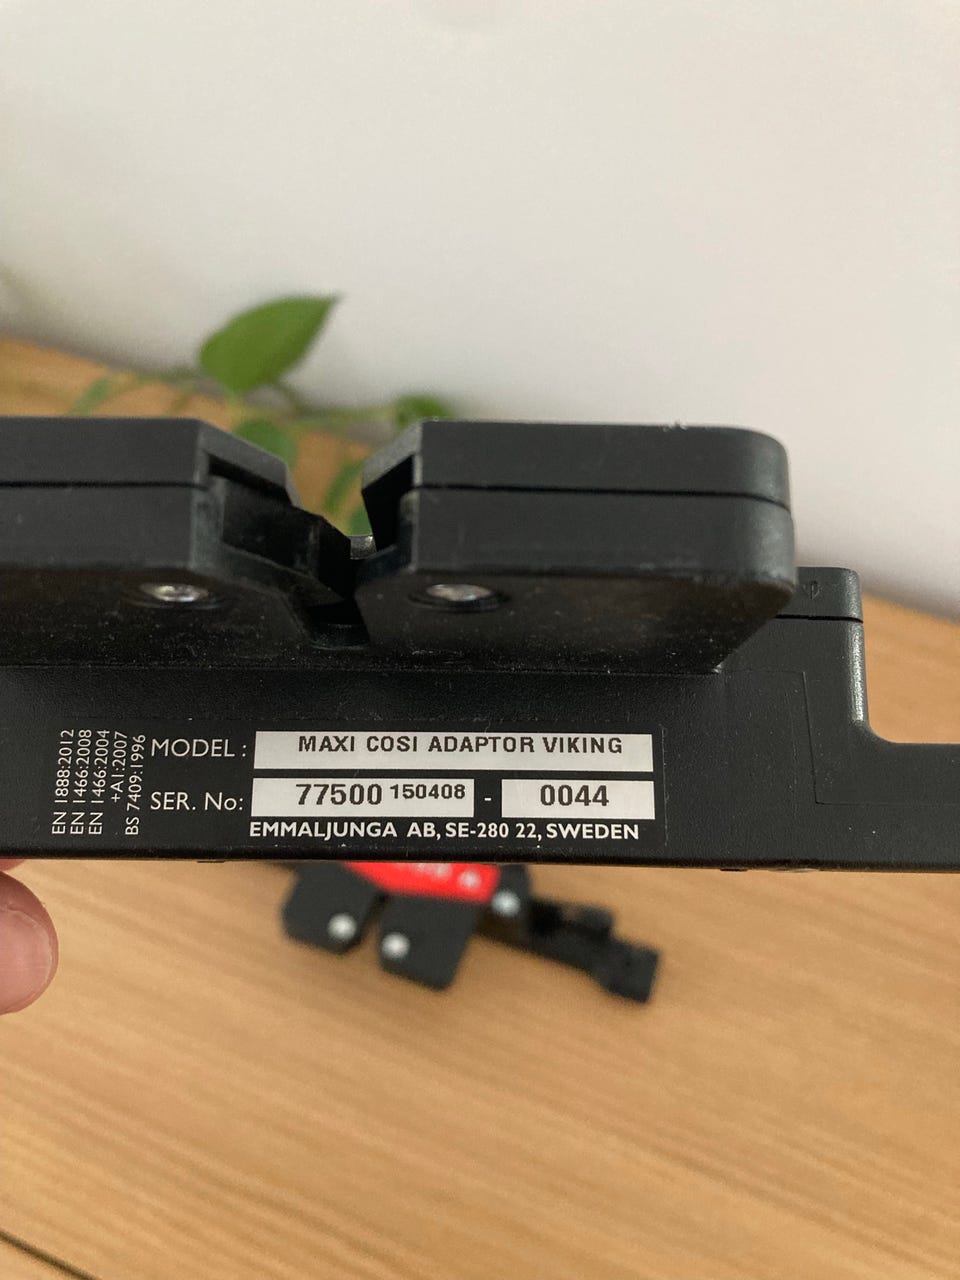 EN 1888:2012
EN 1466:2008
EN 1466:2004
+A1:2007
BS 7409:1996
MODEL : MAXI COSI ADAPTOR VIKING
SER. No: 77500 150408 - 0044
EMMALJUNGA AB, SE-280 22, SWEDEN